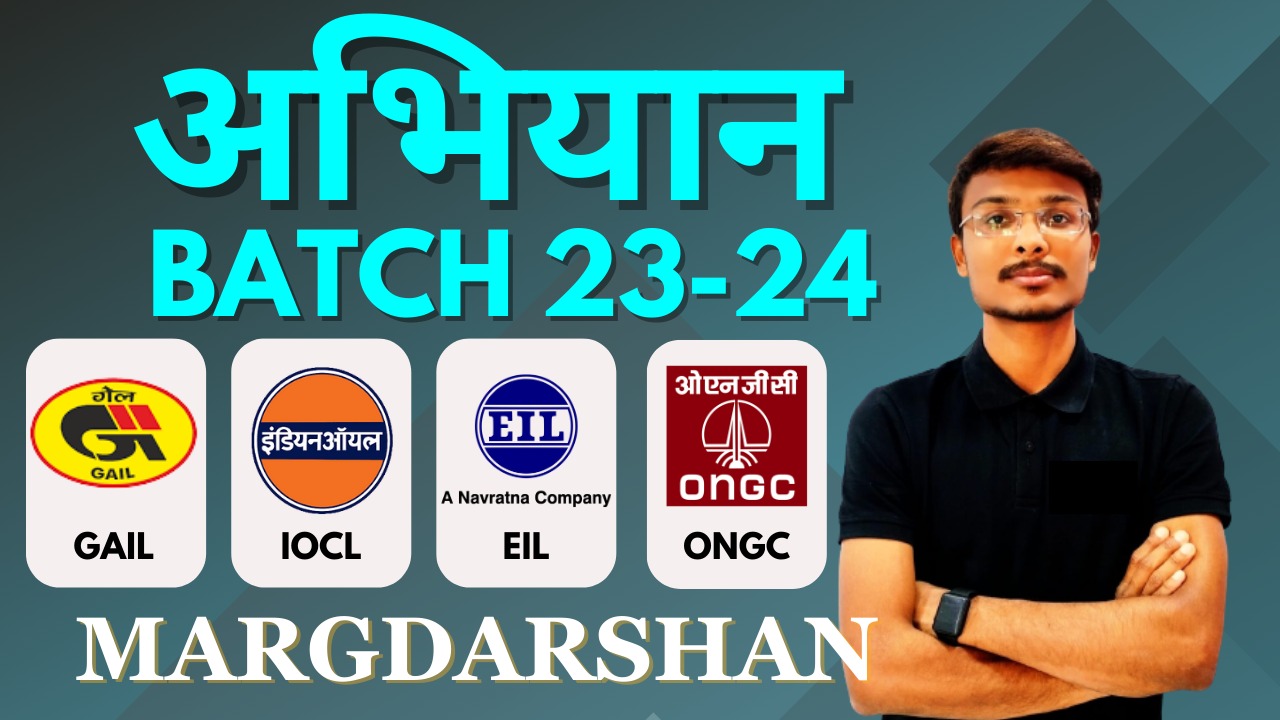 अभियान
BATCH 23-24
गेल
GAIL
GAIL
इंडियनऑयल
IOCL
EIL
A Navratna Company
EIL
ओएनजीसी
ONGC
ONGC
MARGDARSHAN